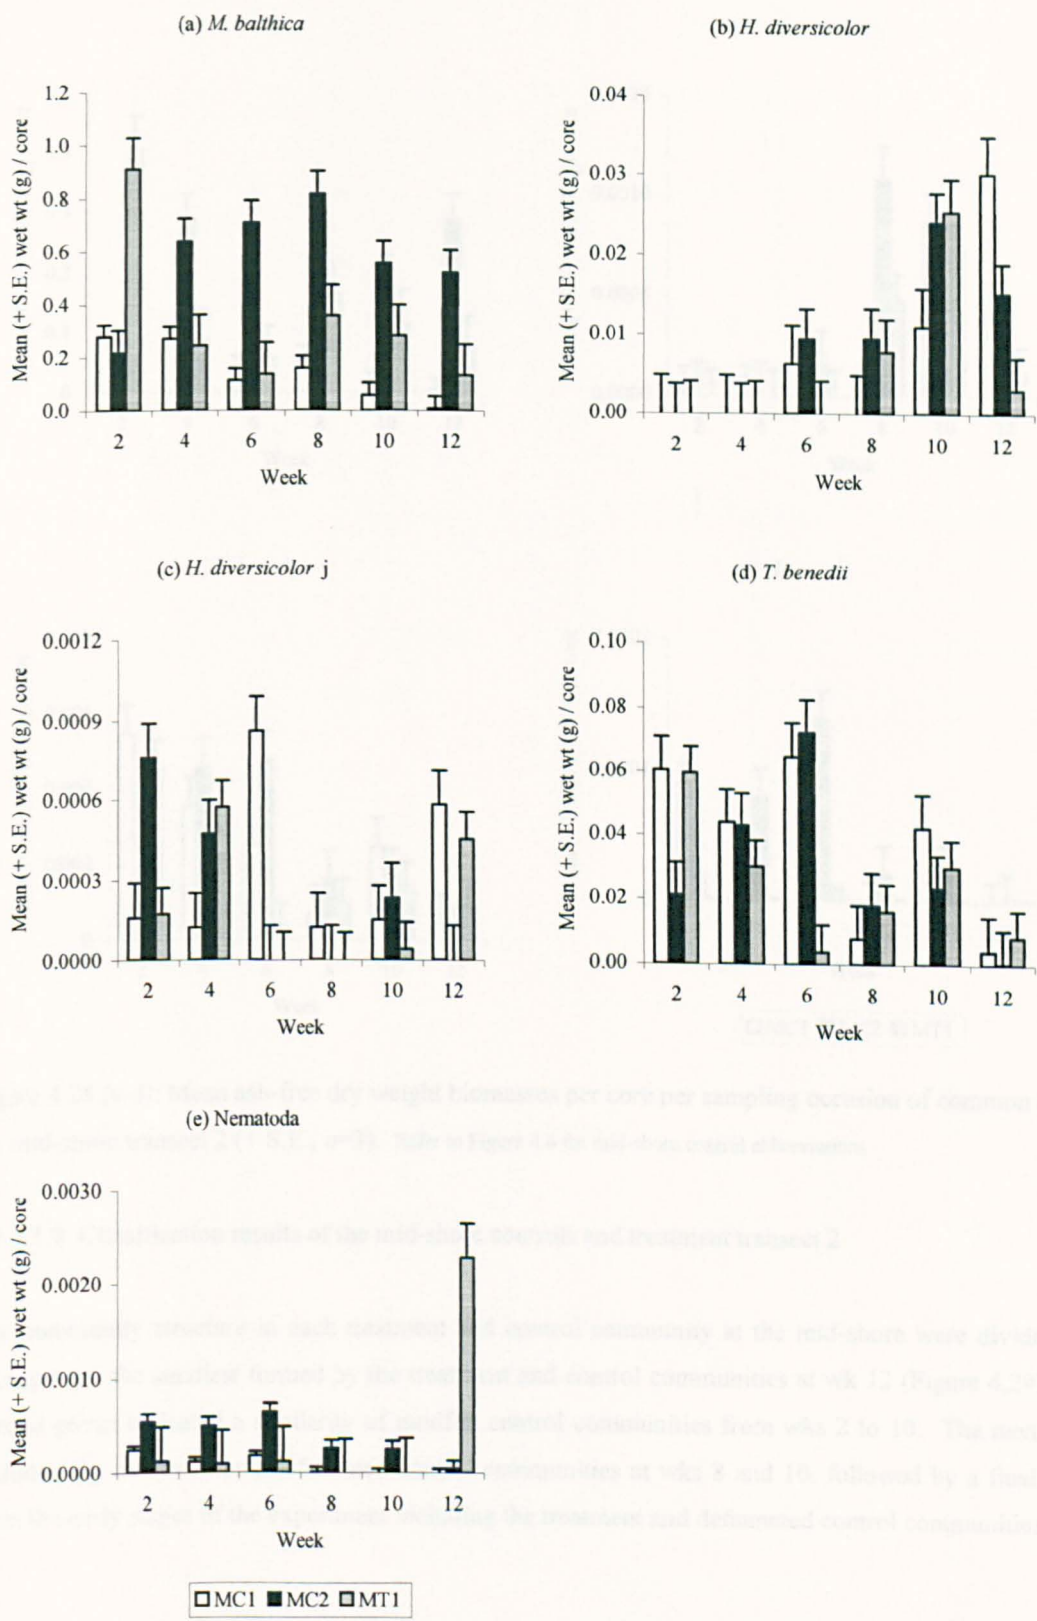 (a) M. balthica
Mean (+ S.E.) wet wt (g) / core
1.2
1.0
0.8
0.6
0.4
0.2
0.0
2 4 6 8 10 12
Week
(b) H. diversicolor
Mean (+ S.E.) wet wt (g) / core
0.04
0.03
0.02
0.01
0.00
2 4 6 8 10 12
Week
(c) H. diversicolor j
Mean (+ S.E.) wet wt (g) / core
0.0012
0.0009
0.0006
0.0003
0.0000
2 4 6 8 10 12
Week
(d) T. benedii
Mean (+ S.E.) wet wt (g) / core
0.10
0.08
0.06
0.04
0.02
0.00
2 4 6 8 10 12
Week
(e) Nematoda
Mean (+ S.E.) wet wt (g) / core
0.0030
0.0020
0.0010
0.0000
2 4 6 8 10 12
Week
MC1 MC2 MT1